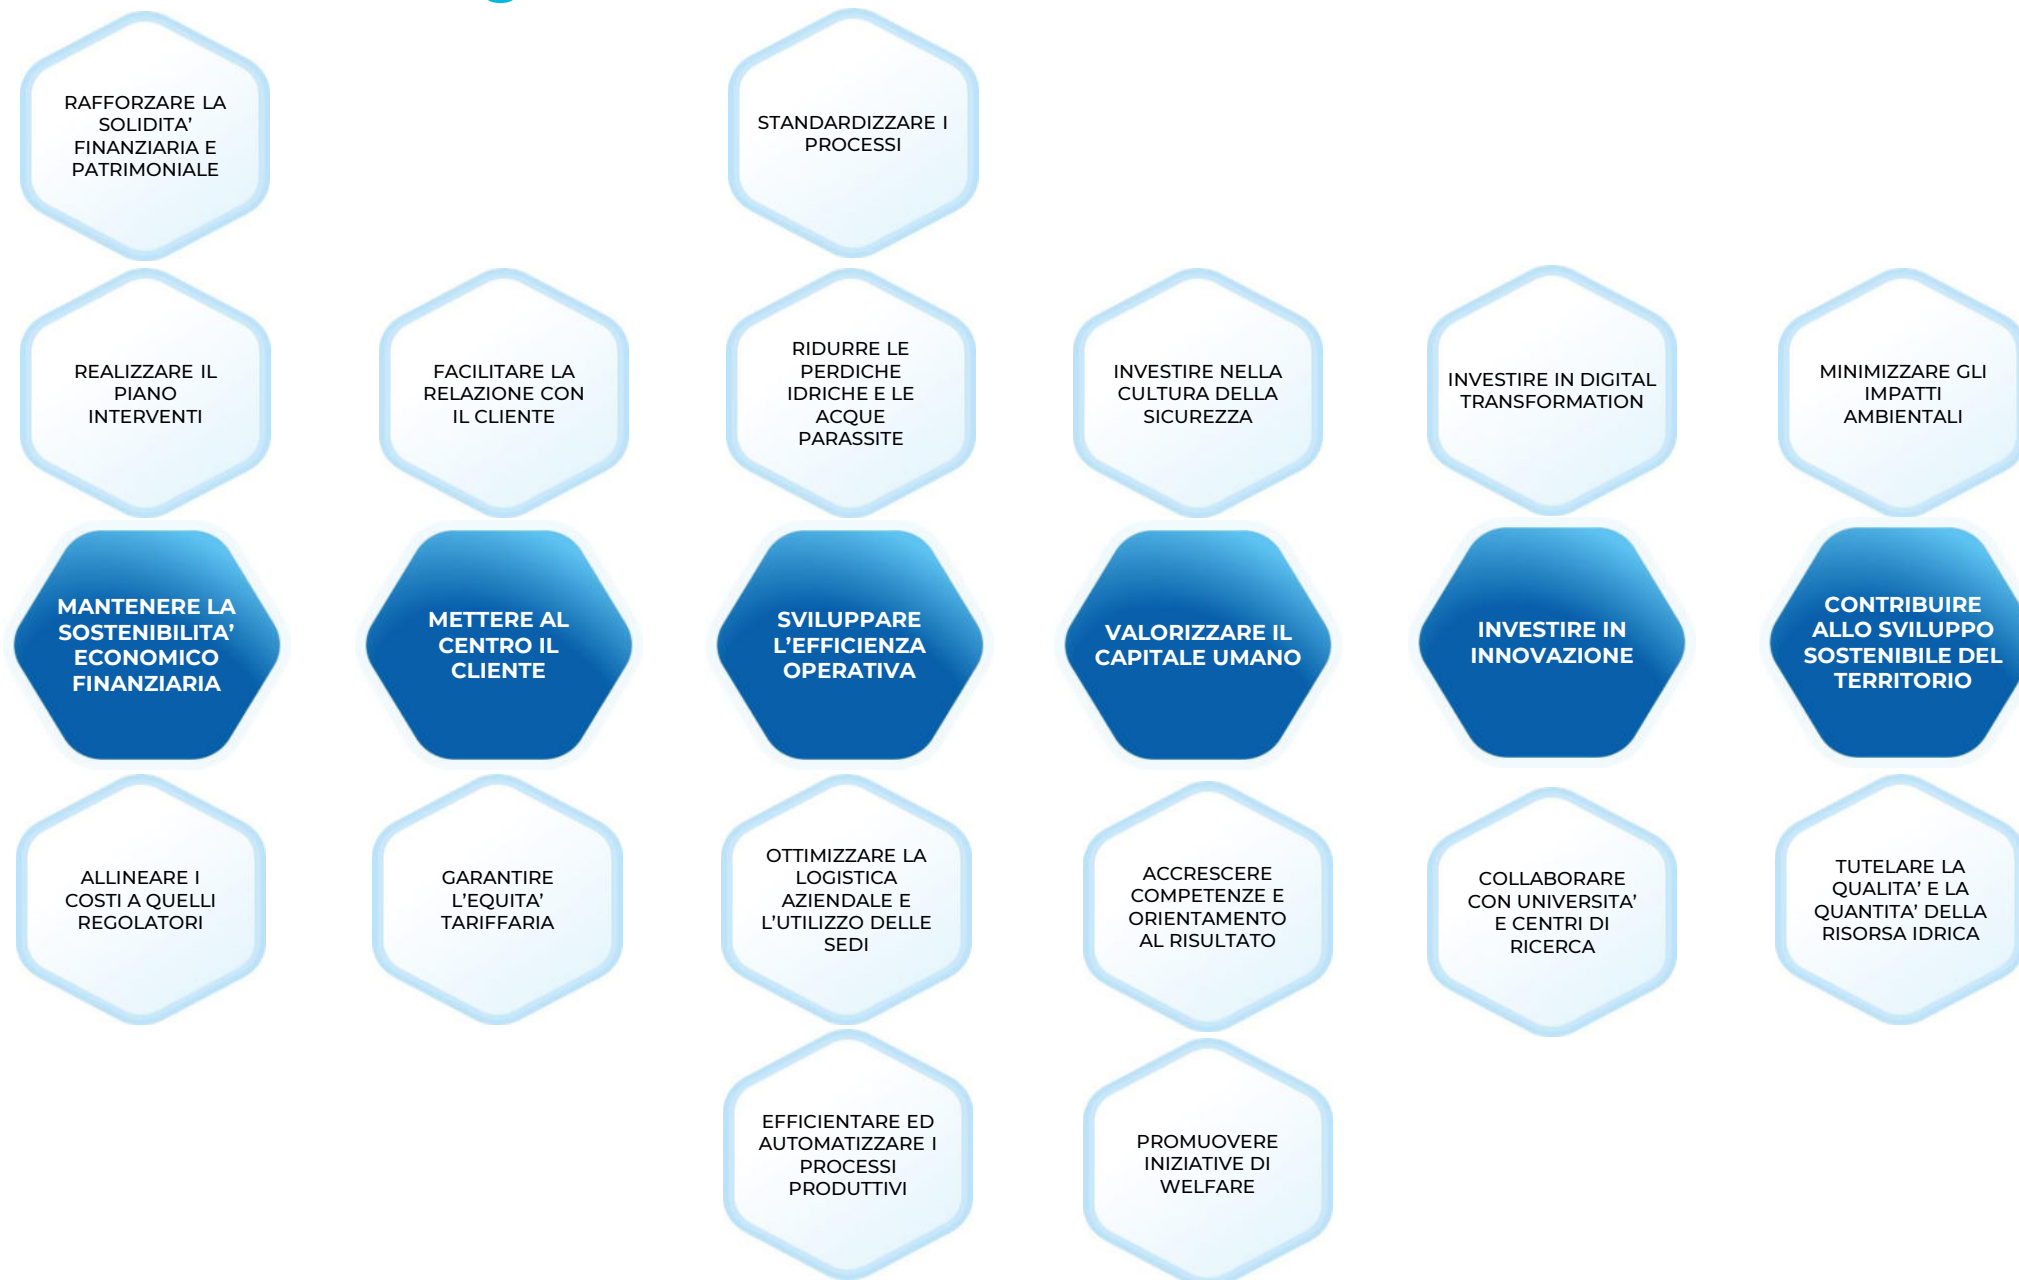 RAFFORZARE LA
SOLIDITA’
FINANZIARIA E
PATRIMONIALE
STANDARDIZZARE I
PROCESSI
REALIZZARE IL
PIANO
INTERVENTI
FACILITARE LA
RELAZIONE CON
IL CLIENTE
RIDURRE LE
PERDICHE
IDRICHE E LE
ACQUE
PARASSITE
INVESTIRE NELLA
CULTURA DELLA
SICUREZZA
INVESTIRE IN DIGITAL
TRANSFORMATION
MINIMIZZARE GLI
IMPATTI
AMBIENTALI
MANTENERE LA
SOSTENIBILITA’
ECONOMICO
FINANZIARIA
METTERE AL
CENTRO IL
CLIENTE
SVILUPPARE
L’EFFICIENZA
OPERATIVA
VALORIZZARE IL
CAPITALE UMANO
INVESTIRE IN
INNOVAZIONE
CONTRIBUIRE
ALLO SVILUPPO
SOSTENIBILE DEL
TERRITORIO
ALLINEARE I
COSTI A QUELLI
REGOLATORI
GARANTIRE
L’EQUITA’
TARIFFARIA
OTTIMIZZARE LA
LOGISTICA
AZIENDALE E
L’UTILIZZO DELLE
SEDI
ACCRESCERE
COMPETENZE E
ORIENTAMENTO
AL RISULTATO
COLLABORARE
CON UNIVERSITA’
E CENTRI DI
RICERCA
TUTELARE LA
QUALITA’ E LA
QUANTITA’ DELLA
RISORSA IDRICA
EFFICIENTARE ED
AUTOMATIZZARE I
PROCESSI
PRODUTTIVI
PROMUOVERE
INIZIATIVE DI
WELFARE